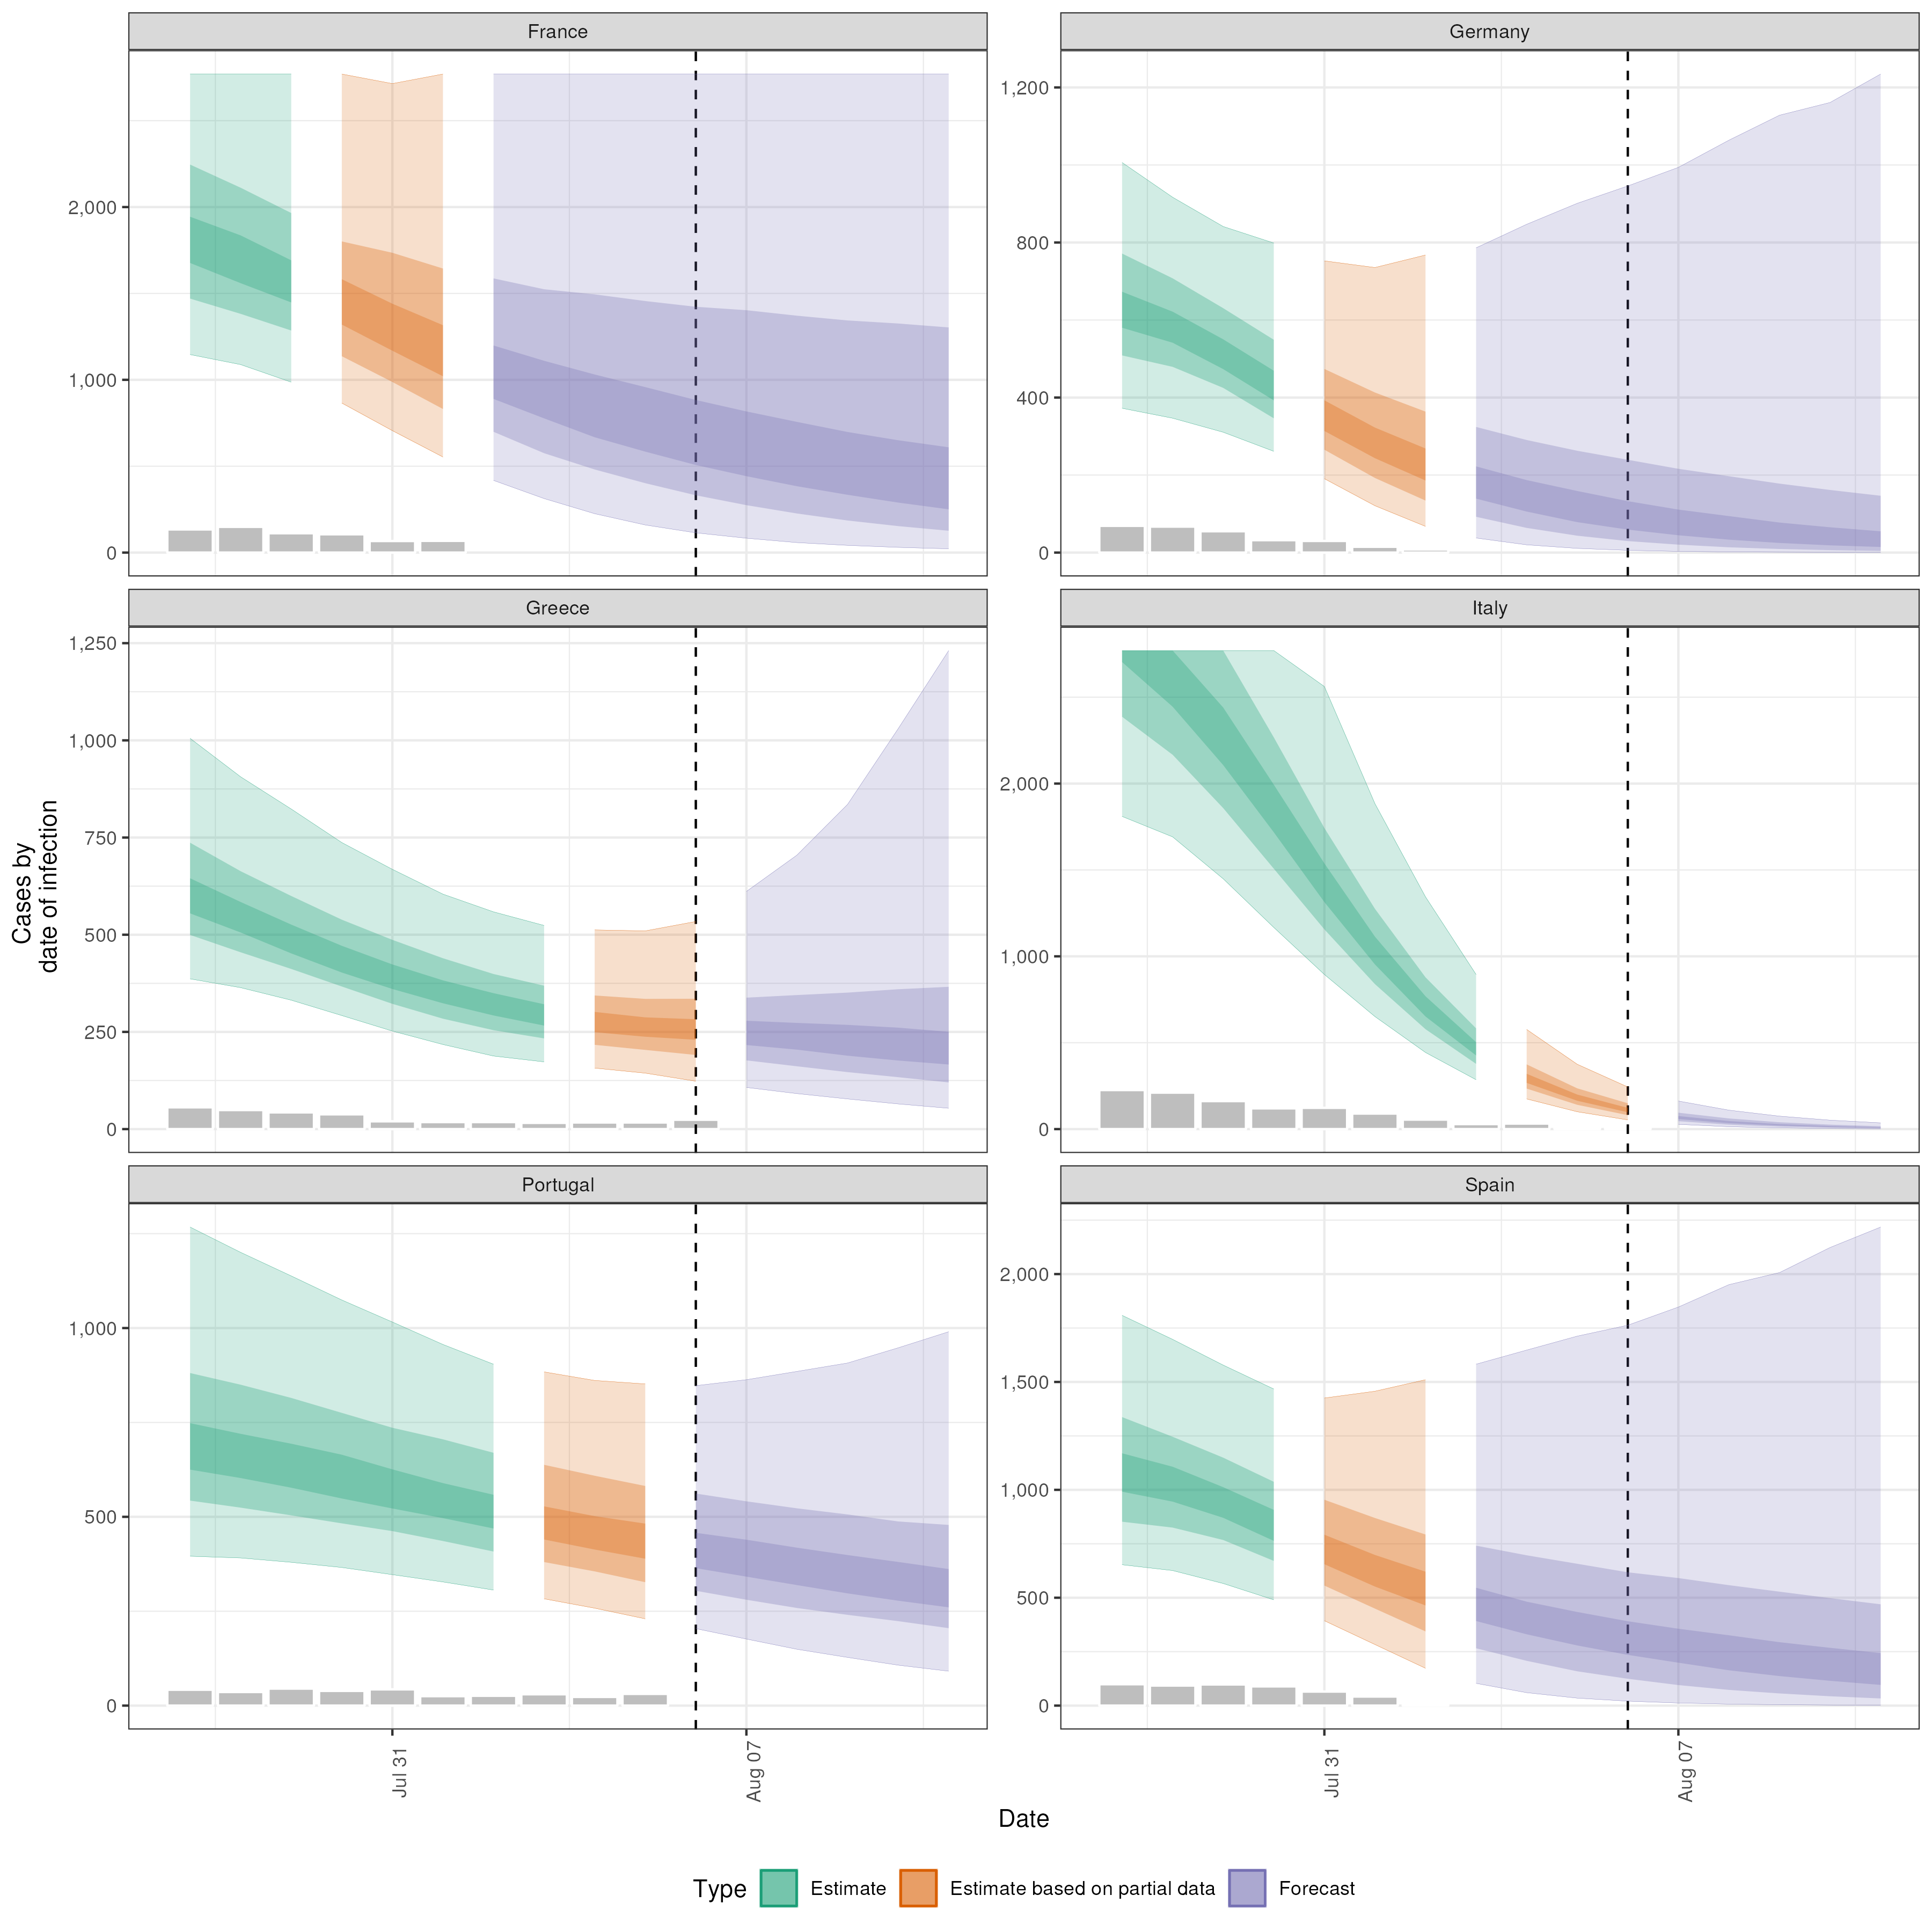 France
Germany
2,000
1,000
0
1,200
800
400
0
Greece
Italy
1,250
1,000
750
500
250
0
2,000
1,000
0
Cases by
date of infection
Portugal
Spain
1,000
500
0
2,000
1,500
1,000
500
0
Jul 31
Aug 07
Jul 31
Aug 07
Date
Type Estimate Estimate based on partial data Forecast